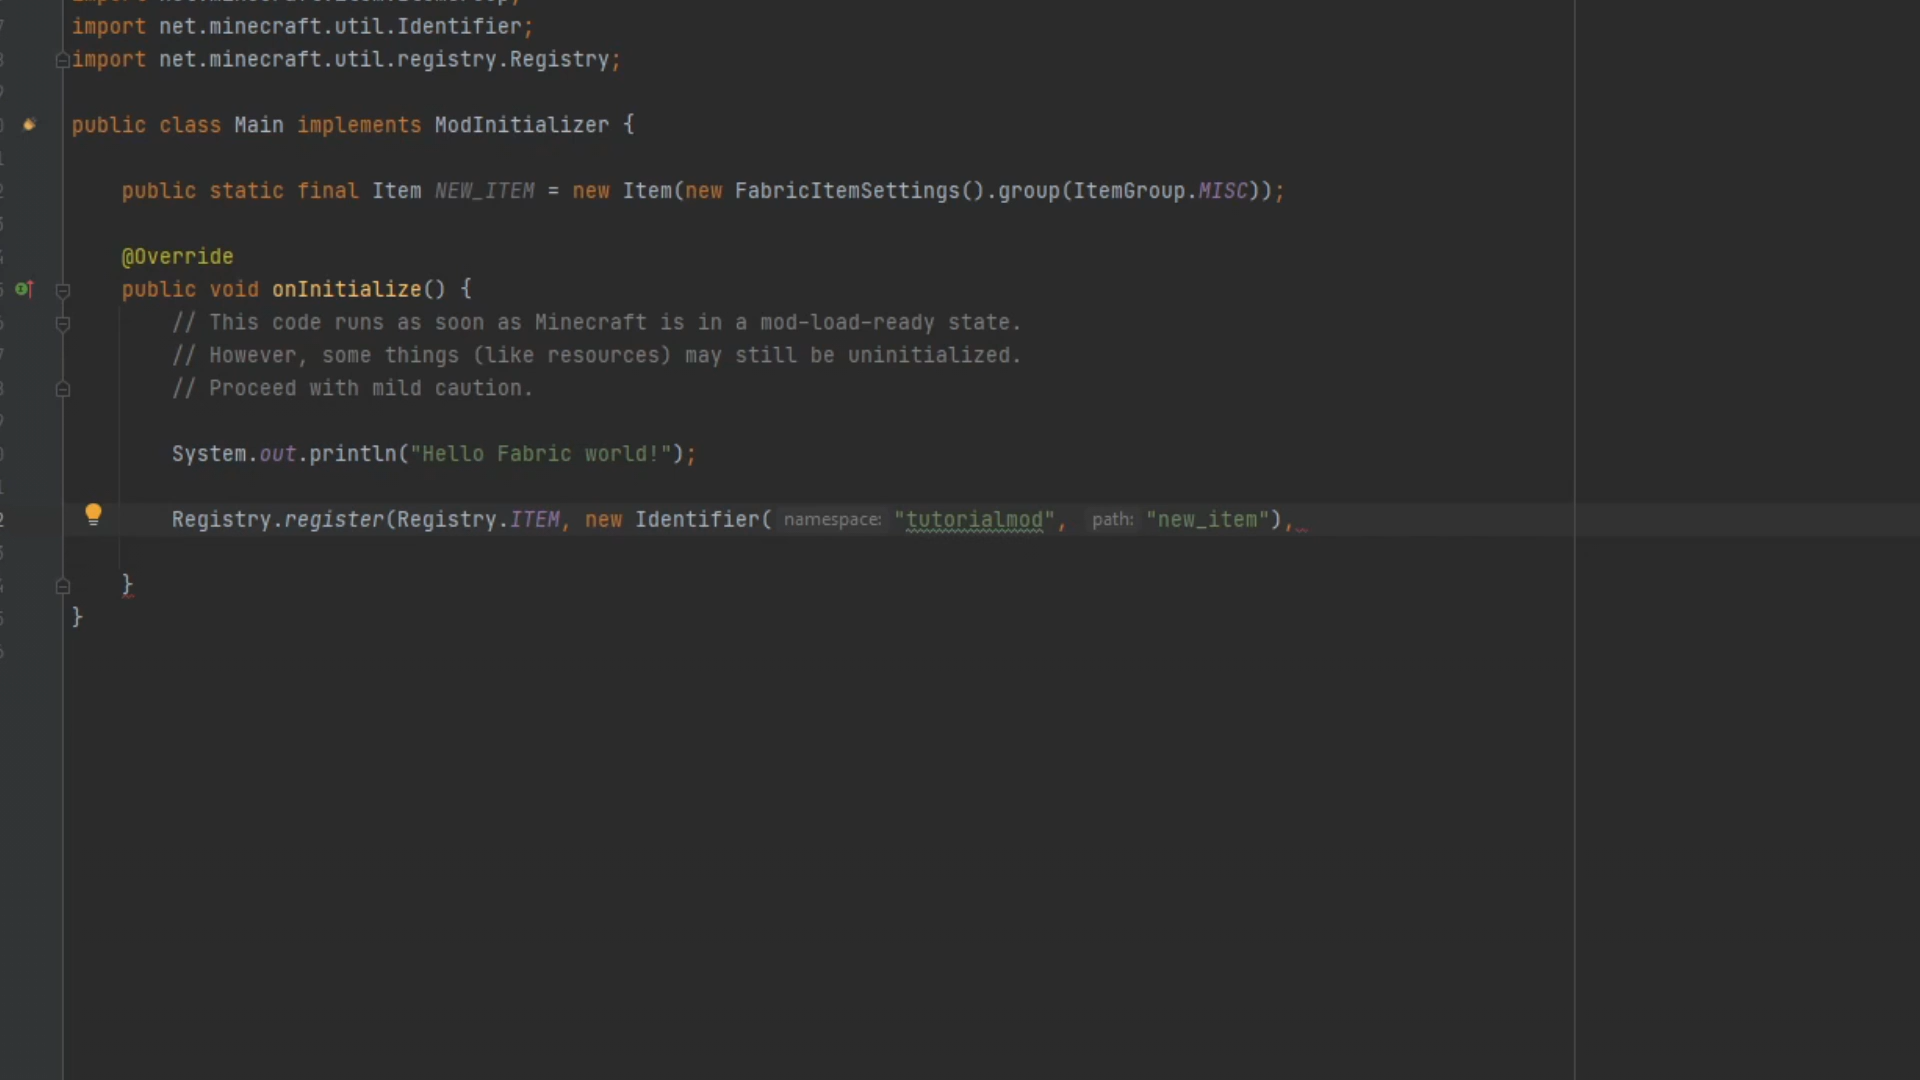 import net.minecraft.util.Identifier;
import net.minecraft.util.registry.Registry;
public class Main implements ModInitializer {
public static final Item NEW_ITEM = new Item(new FabricItemSettings().group(ItemGroup.MISC));
@Override
public void onInitialize() {
// This code runs as soon as Minecraft is in a mod-load-ready state.
// However, some things (like resources) may still be uninitialized.
// Proceed with mild caution.
System.out.println("Hello Fabric world!");
Registry.register(Registry.ITEM, new Identifier( namespace: "tutorialmod", path: "new_item"),
}
}